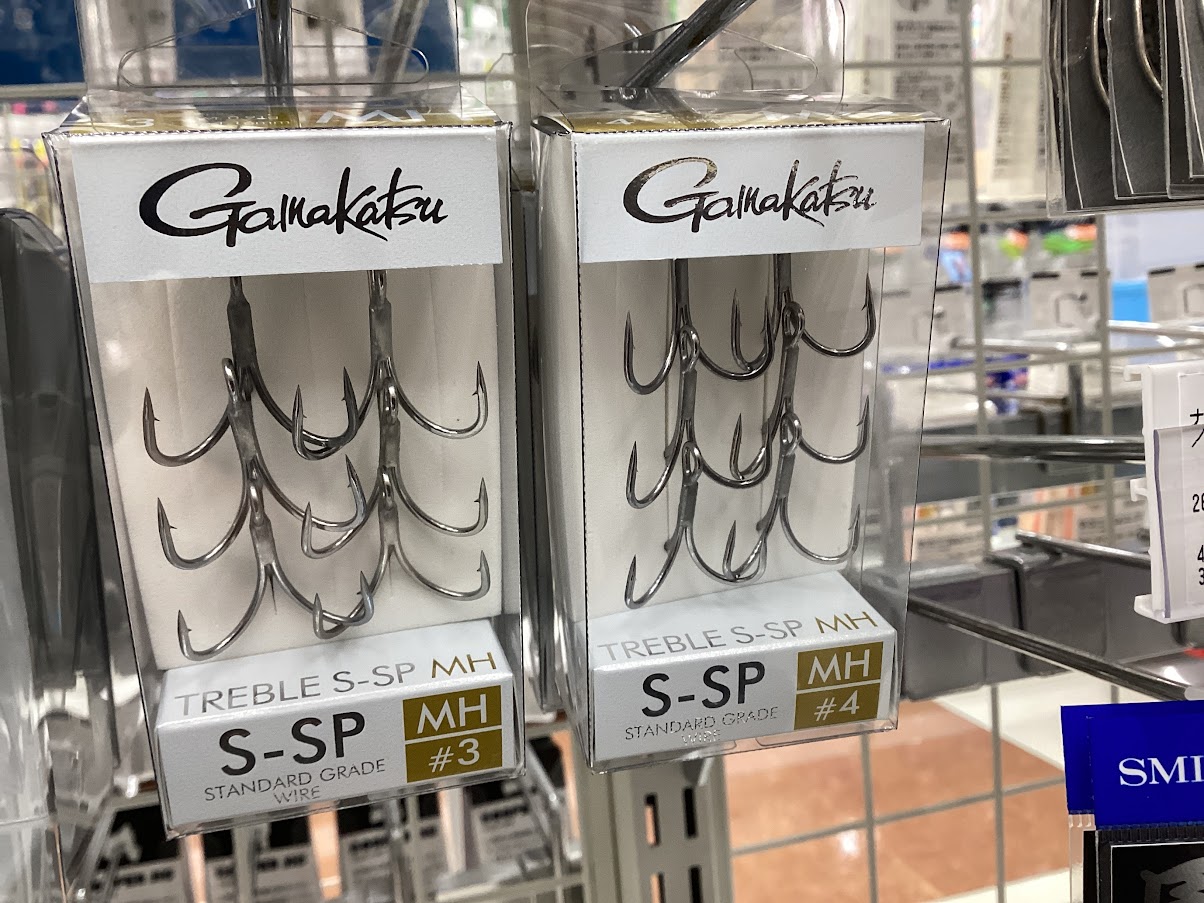 Gamakatsu
TREBLE S-SP MH
S-SP
STANDARD GRADE
WIRE
MH
#3
Gamakatsu
TREBLE S-SP MH
S-SP
STANDARD GRADE
WIRE
MH
#4
SMI